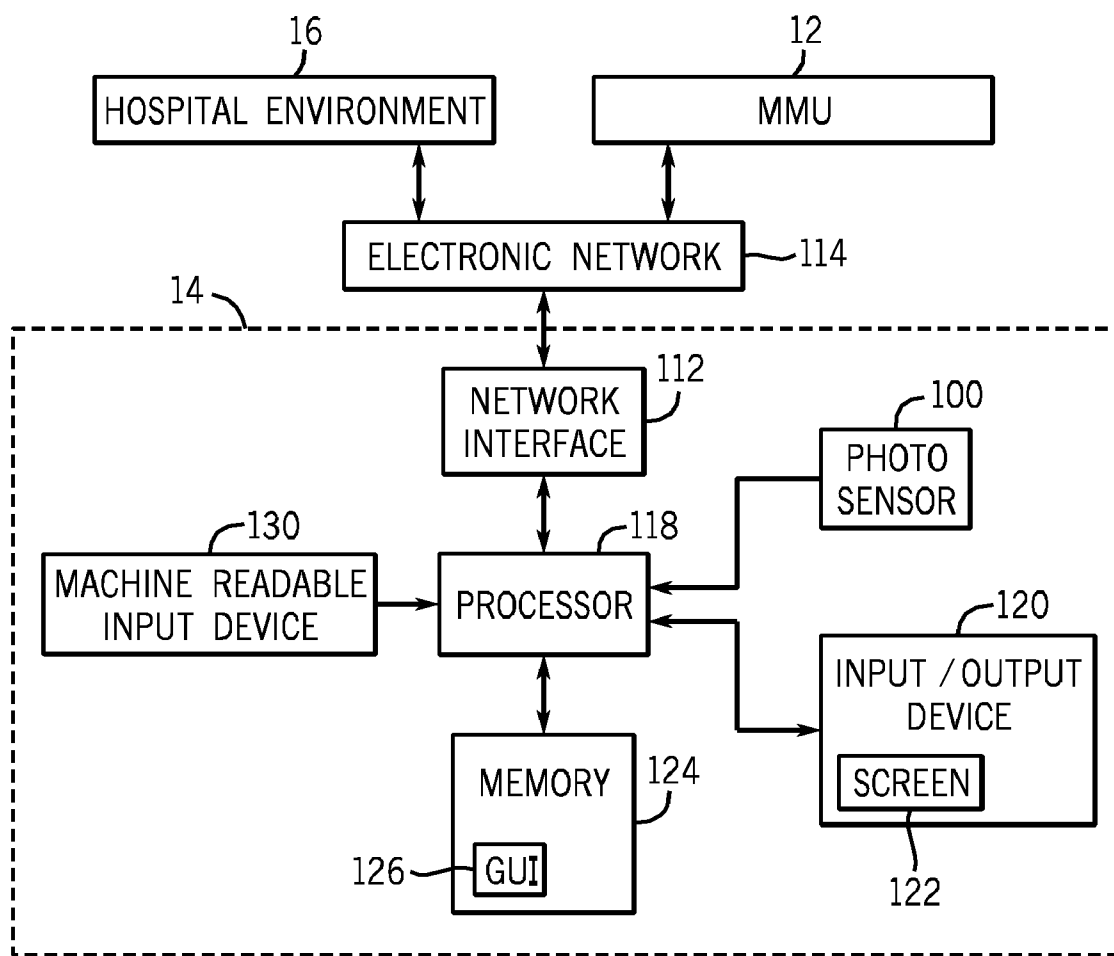 16
12
HOSPITAL ENVIRONMENT
MMU
ELECTRONIC NETWORK
114
14
NETWORK
INTERFACE
112
100
PHOTO
SENSOR
130
118
MACHINE READABLE
INPUT DEVICE
PROCESSOR
120
INPUT / OUTPUT
DEVICE
SCREEN
122
MEMORY
124
126
GUI